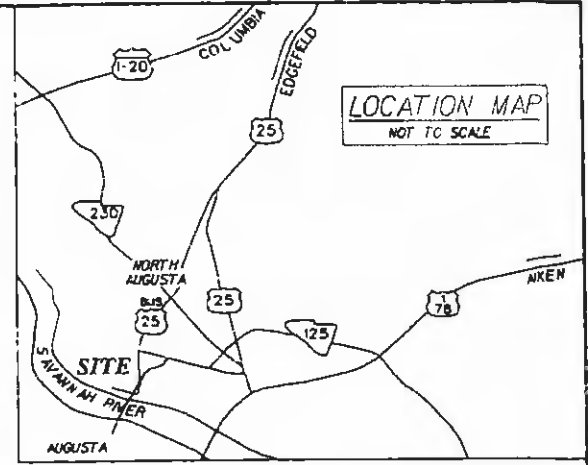 COLUMBIA
I-20
EDGEFIELD
25
LOCATION MAP
NOT TO SCALE
230
NORTH
AUGUSTA
BUS
25
25
AIKEN
1
78
125
SITE
SAVANNAH RIVER
AUGUSTA